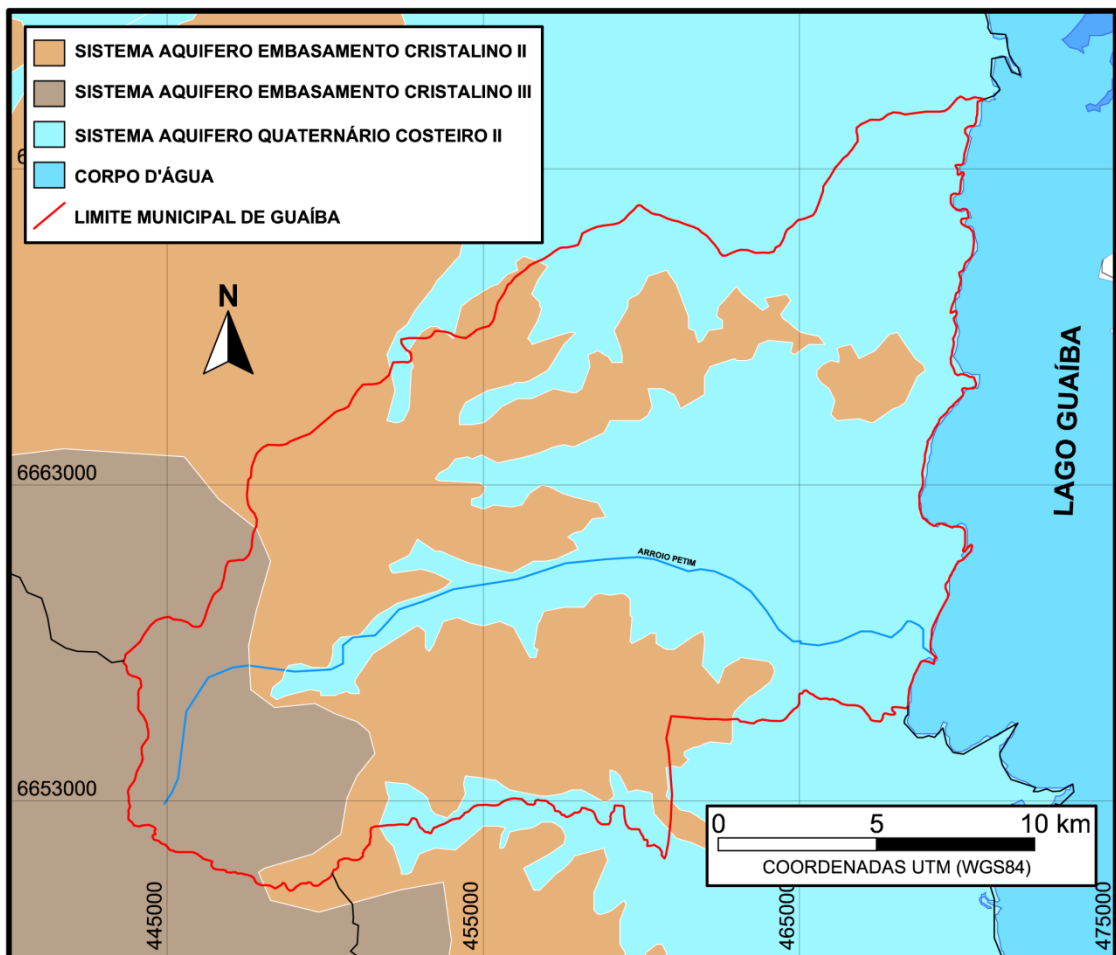 SISTEMA AQUIFERO EMBASAMENTO CRISTALINO II
SISTEMA AQUIFERO EMBASAMENTO CRISTALINO III
SISTEMA AQUIFERO QUATERNÁRIO COSTEIRO II
CORPO D'ÁGUA
LIMITE MUNICIPAL DE GUAÍBA
N
LAGO GUAÍBA
6663000
ARROIO PETIM
6653000
0 5 10 km
COORDENADAS UTM (WGS84)
445000
455000
465000
475000